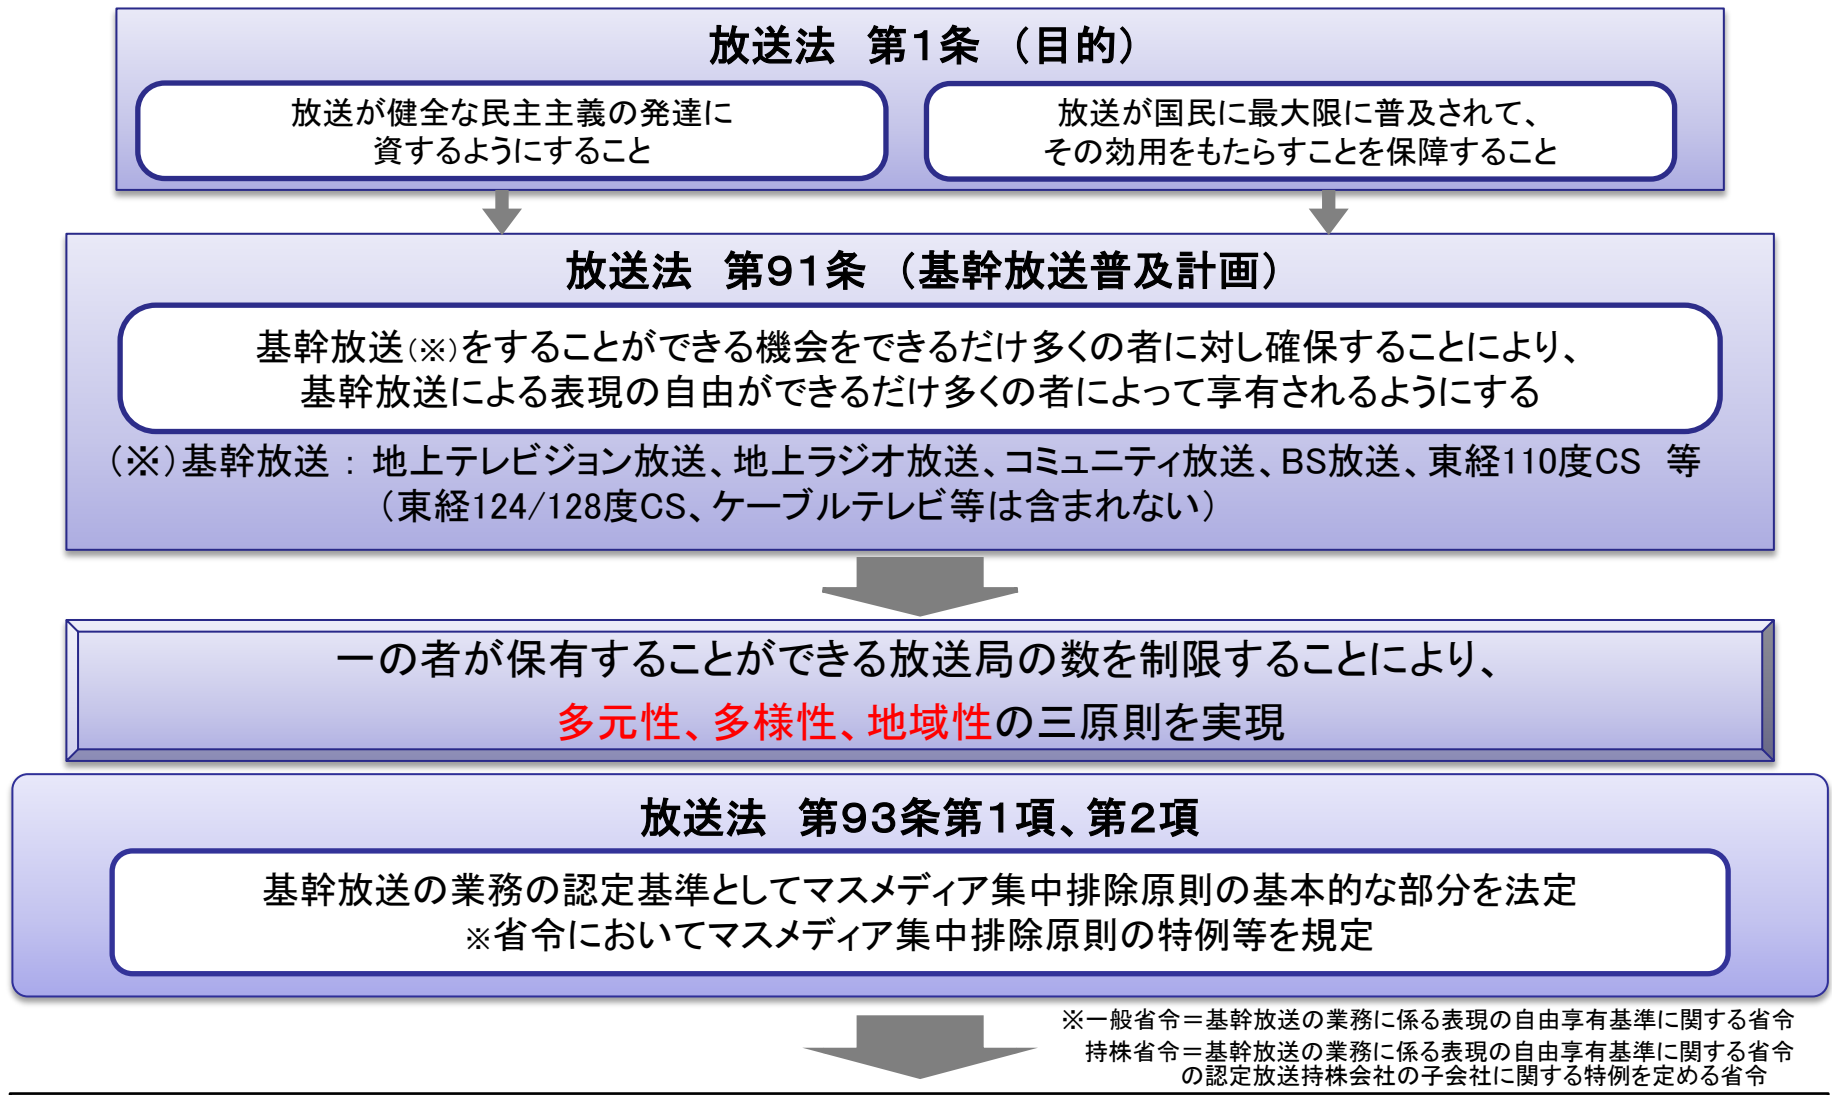 放送法　第１条　（目的）
放送が健全な民主主義の発達に
資するようにすること
放送が国民に最大限に普及されて、
その効用をもたらすことを保障すること
放送法　第９１条　（基幹放送普及計画）
基幹放送（※）をすることができる機会をできるだけ多くの者に対し確保することにより、
基幹放送による表現の自由ができるだけ多くの者によって享有されるようにする
（※）基幹放送　：　地上テレビジョン放送、地上ラジオ放送、コミュニティ放送、BS放送、東経110度CS　等
（東経124/128度CS、ケーブルテレビ等は含まれない）
一の者が保有することができる放送局の数を制限することにより、
多元性、多様性、地域性の三原則を実現
放送法　第９３条第１項、第２項
基幹放送の業務の認定基準としてマスメディア集中排除原則の基本的な部分を法定
※省令においてマスメディア集中排除原則の特例等を規定
※一般省令＝基幹放送の業務に係る表現の自由享有基準に関する省令
持株省令＝基幹放送の業務に係る表現の自由享有基準に関する省令
の認定放送持株会社の子会社に関する特例を定める省令